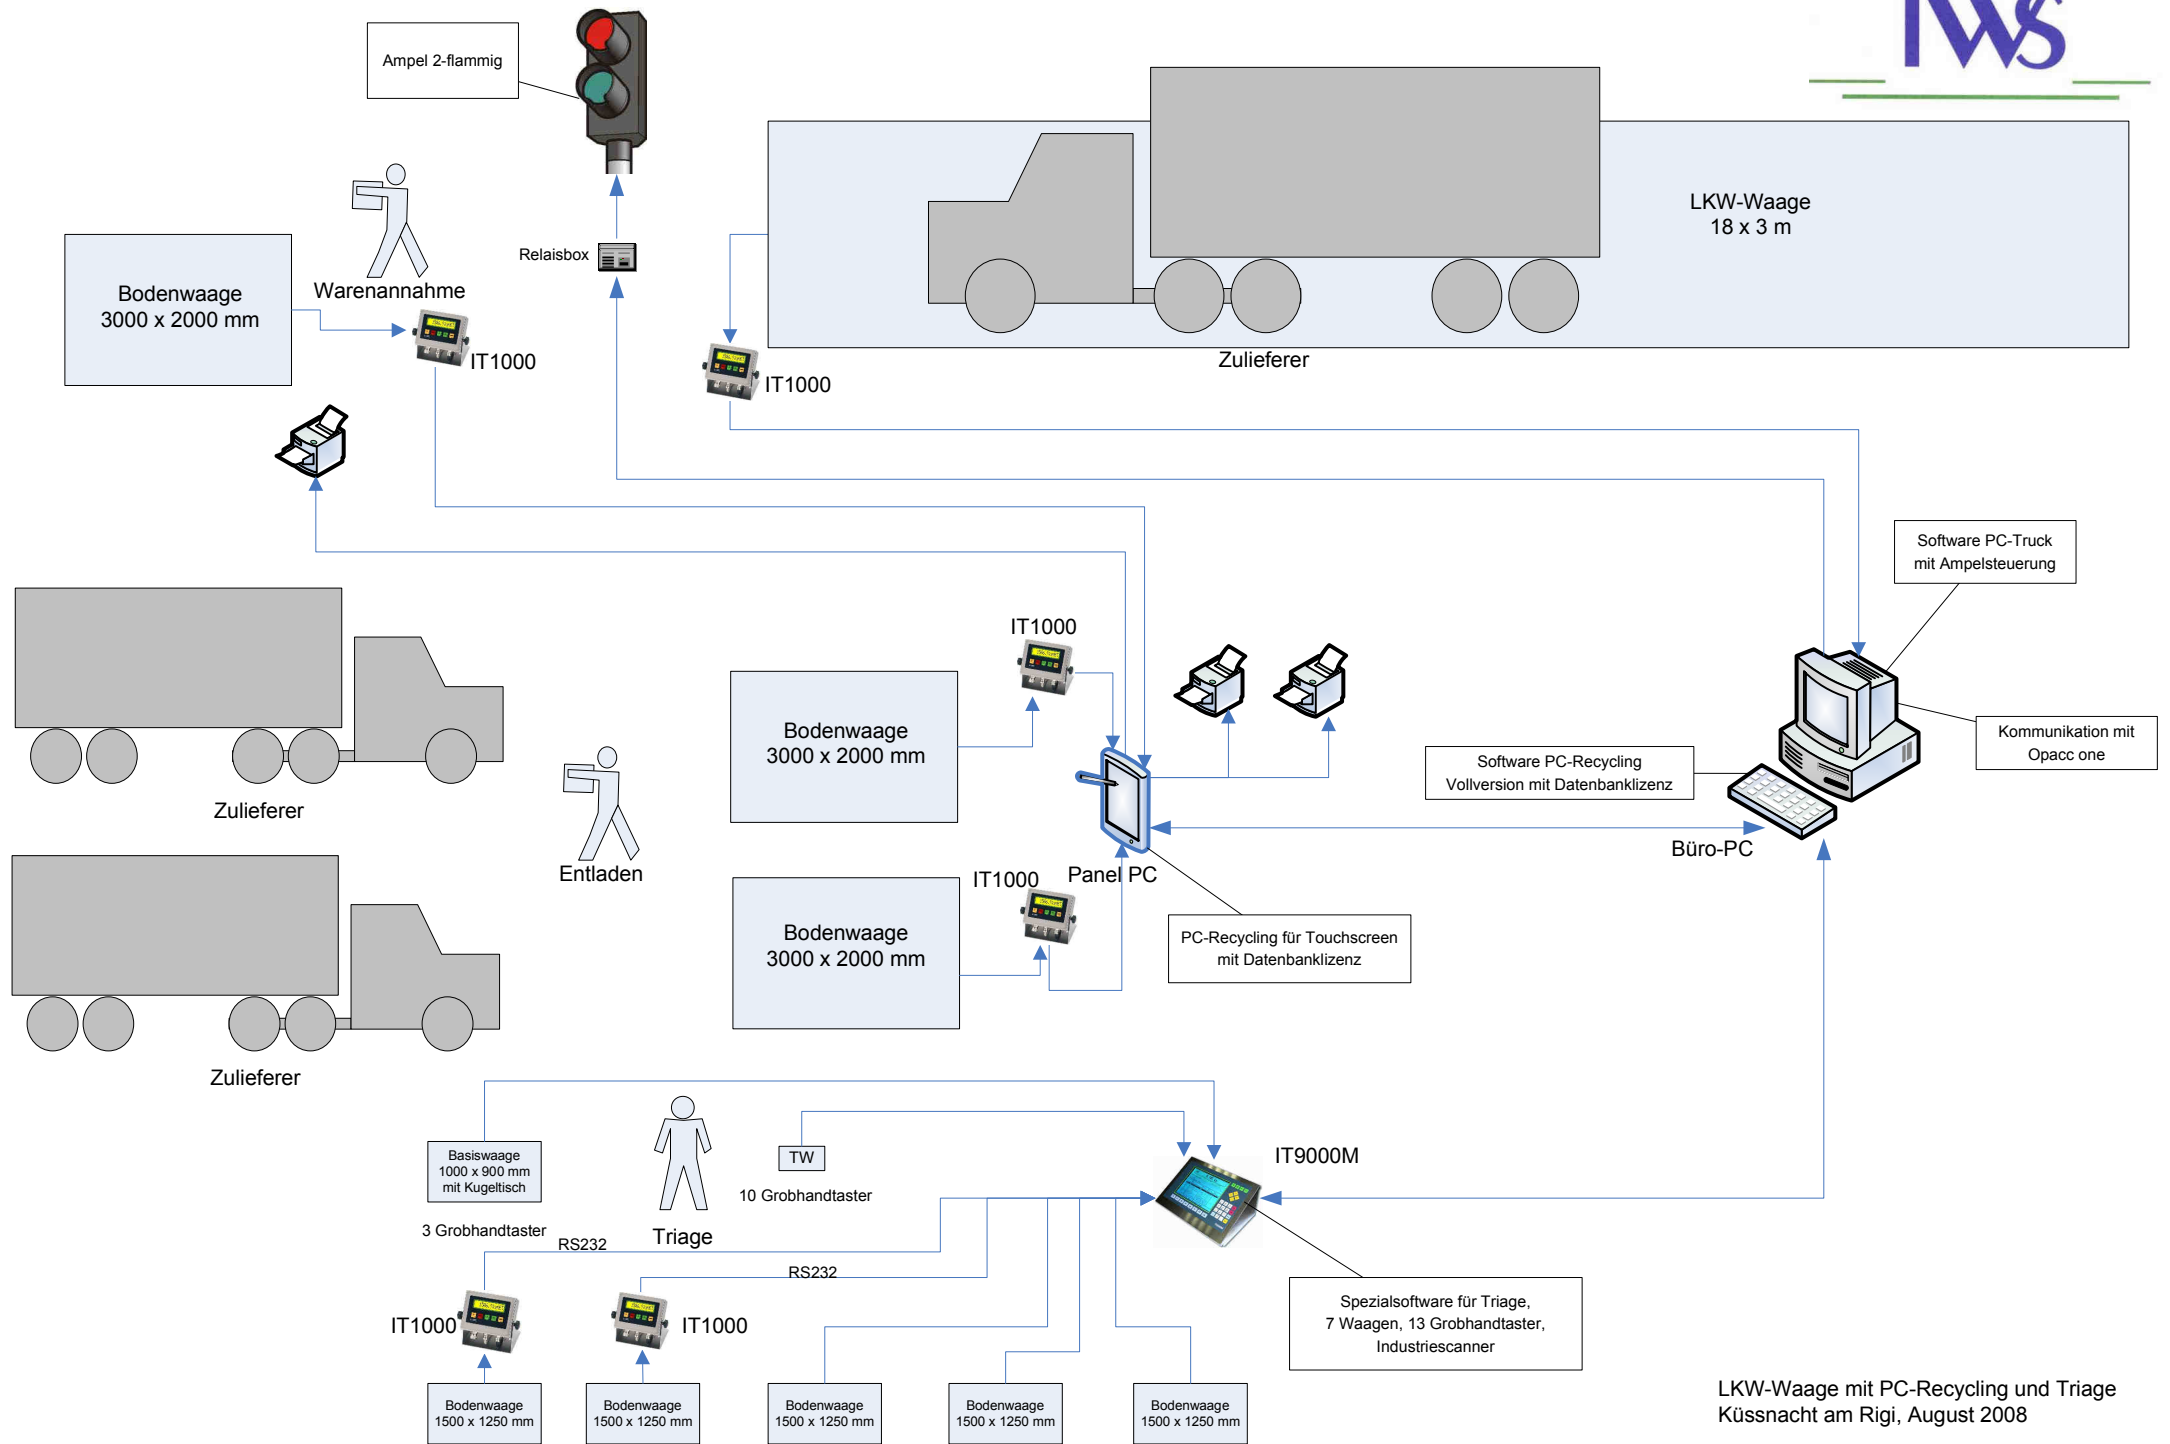 IWS
Ampel 2-flammig
LKW-Waage
18 x 3 m
Relaisbox
Bodenwaage
3000 x 2000 mm
Warenannahme
IT1000
Zulieferer
IT1000
Software PC-Truck
mit Ampelsteuerung
IT1000
Bodenwaage
3000 x 2000 mm
Kommunikation mit
Opacc one
Software PC-Recycling
Vollversion mit Datenbanklizenz
Zulieferer
Büro-PC
Entladen
IT1000
Panel PC
Bodenwaage
3000 x 2000 mm
PC-Recycling für Touchscreen
mit Datenbanklizenz
Zulieferer
Basiswaage
1000 x 900 mm
mit Kugeltisch
TW
IT9000M
10 Grobhandtaster
3 Grobhandtaster
Triage
RS232
RS232
IT1000
IT1000
Spezialsoftware für Triage,
7 Waagen, 13 Grobhandtaster,
Industriescanner
Bodenwaage
1500 x 1250 mm
Bodenwaage
1500 x 1250 mm
Bodenwaage
1500 x 1250 mm
Bodenwaage
1500 x 1250 mm
Bodenwaage
1500 x 1250 mm
LKW-Waage mit PC-Recycling und Triage
Küssnacht am Rigi, August 2008